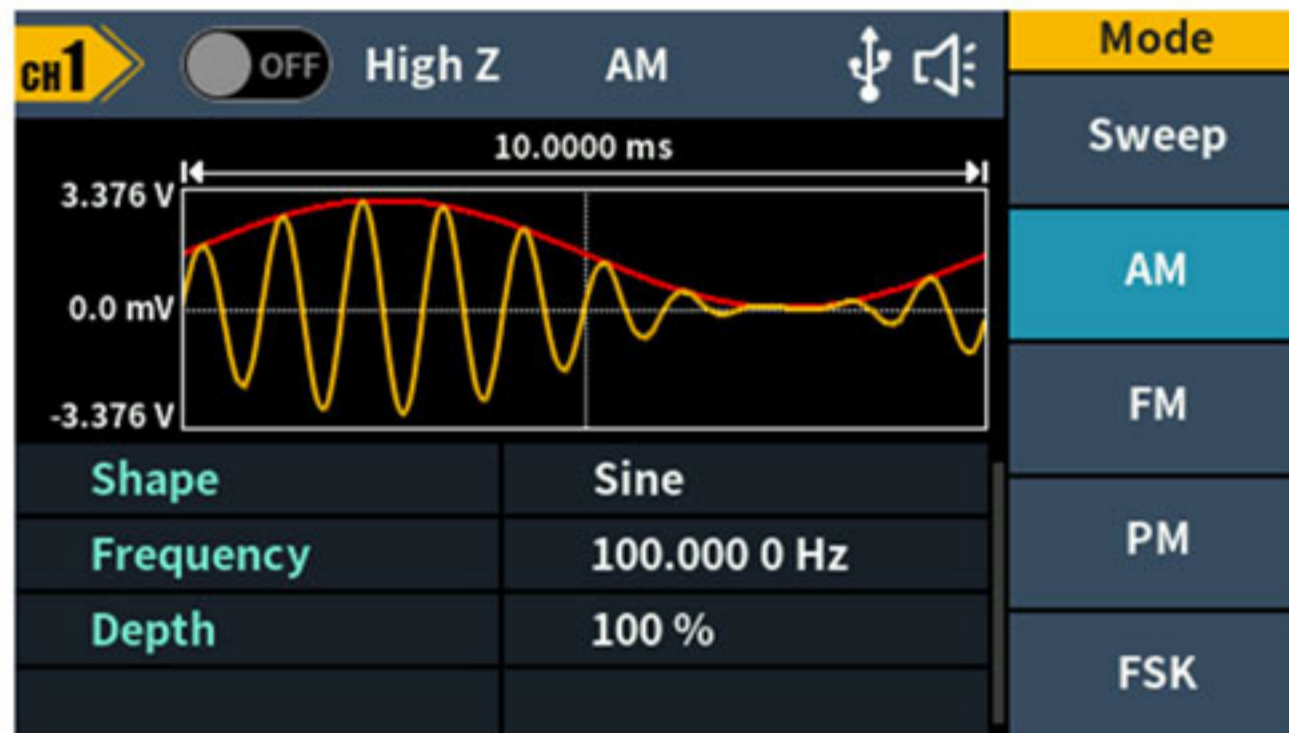 CH1 OFF High Z AM
Mode
10.0000 ms
3.376 V
0.0 mV
-3.376 V
Shape Sine
Frequency 100.000 0 Hz
Depth 100 %
Sweep
AM
FM
PM
FSK